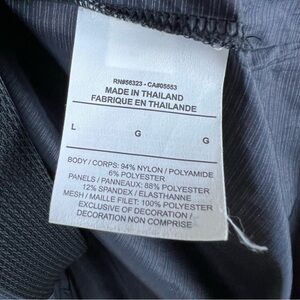 RN#56323 - CA#05553
MADE IN THAILAND
FABRIQUE EN THAILANDE
L G G
BODY / CORPS: 94% NYLON / POLYAMIDE
6% POLYESTER
PANELS / PANNEAUX: 88% POLYESTER
12% SPANDEX / ELASTHANNE
MESH / MAILLE FILET: 100% POLYESTER
EXCLUSIVE OF DECORATION /
DECORATION NON COMPRISE